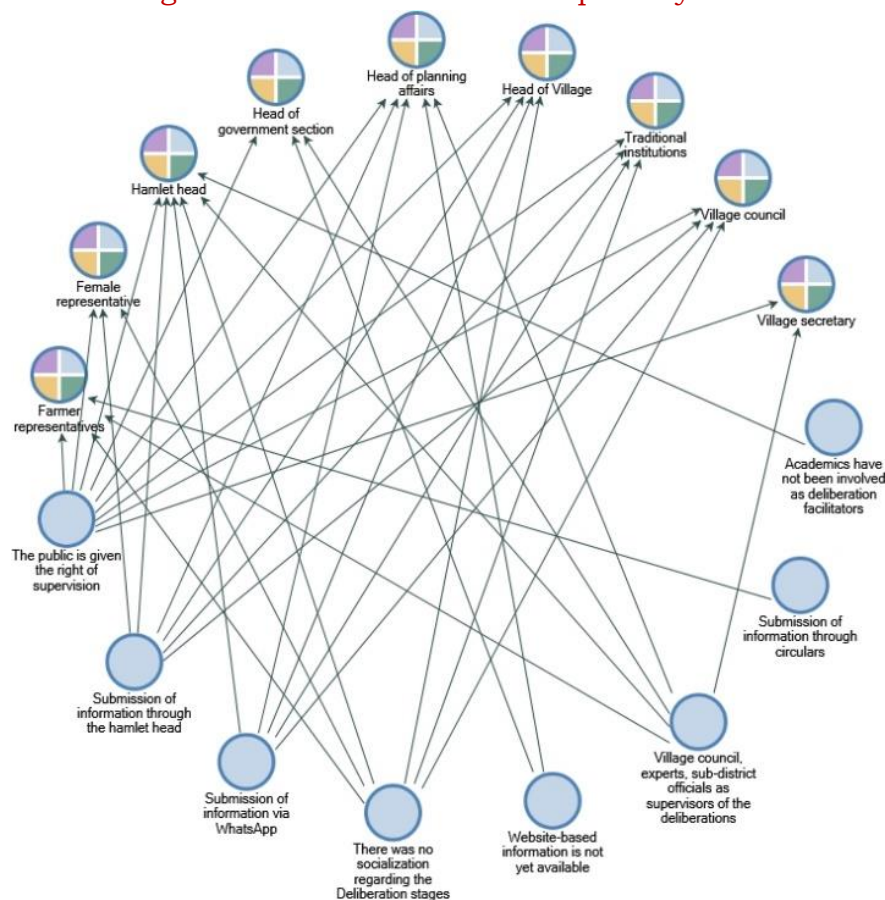 Head of planning
affairs
Head of Village
Head of
government section
Traditional
institutions
Hamlet head
Village council
Female
representative
Village secretary
Farmer
representatives
Academics have
not been involved
as deliberation
facilitators
The public is given
the right of
supervision
Submission of
information through
circulars
Submission of
information through
the hamlet head
Village council,
experts, sub-district
officials as
supervisors of the
deliberations
Submission of
information via
WhatsApp
There was no
socialization
regarding the
Deliberation stages
Website-based
information is not
yet available